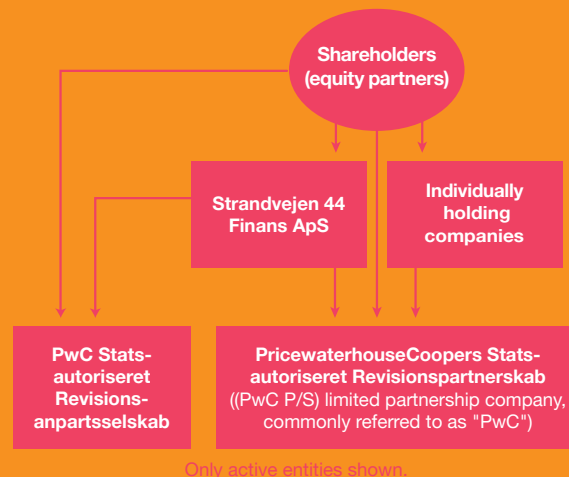 Shareholders
(equity partners)
Strandvejen 44
Finans ApS
Individually
holding
companies
PwC Stats-
autoriseret
Revisions-
anpartsselskab
PricewaterhouseCoopers Stats-
autoriseret Revisionspartnerskab
((PwC P/S) limited partnership company,
commonly referred to as "PwC")
Only active entities shown.